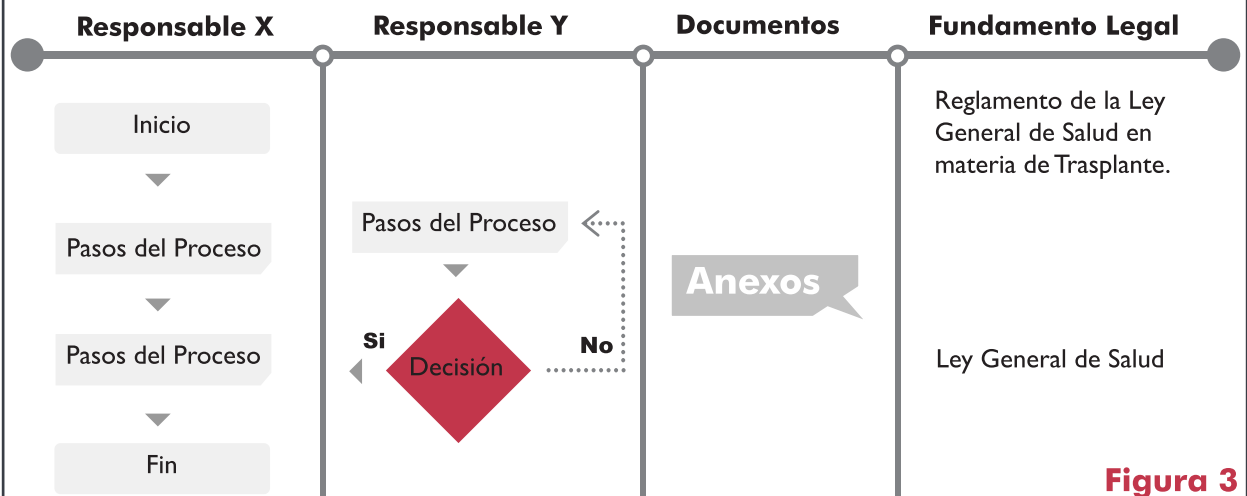 Responsable X
Responsable Y
Documentos
Fundamento Legal
Inicio
Pasos del Proceso
Pasos del Proceso
Fin
Pasos del Proceso
Si
Decisión
No
Anexos
Reglamento de la Ley
General de Salud en
materia de Trasplante.
Ley General de Salud
Figura 3